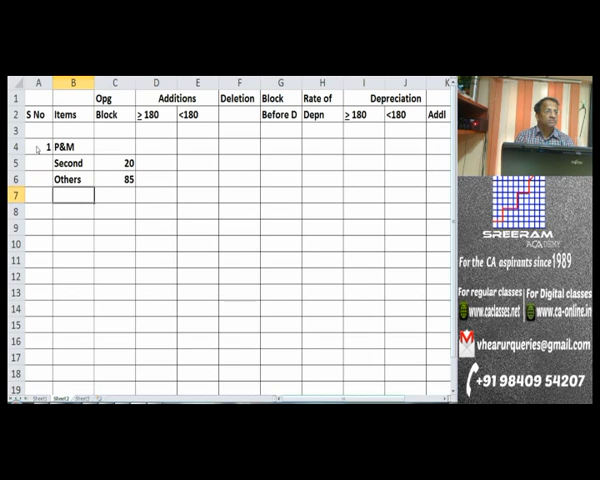 A B C D E F G H I J K
1 Opg Additions Deletion Block Rate of Depreciation
2 S No Items Block ≥ 180 <180 Before D Depn ≥ 180 <180 Addl
3
4 1 P&M
5 Second 20
6 Others 85
7
8
9
10
11
12
13
14
15
16
17
18
19
Sheet1 Sheet2 Sheet3
SREERAM
ACADEMY
For the CA aspirants since 1989
For regular classes
www.caclasses.net
For Digital classes
www.ca-online.in
vhearurqueries@gmail.com
+91 98409 54207